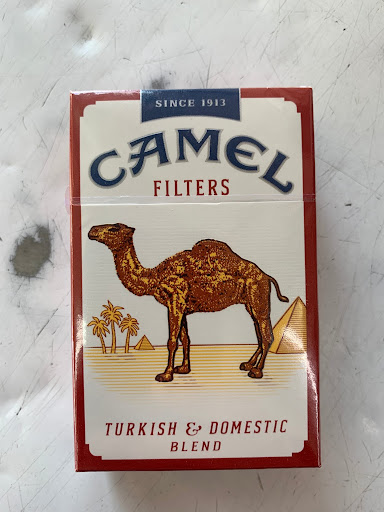 SINCE 1913
CAMEL
FILTERS
TURKISH & DOMESTIC
BLEND